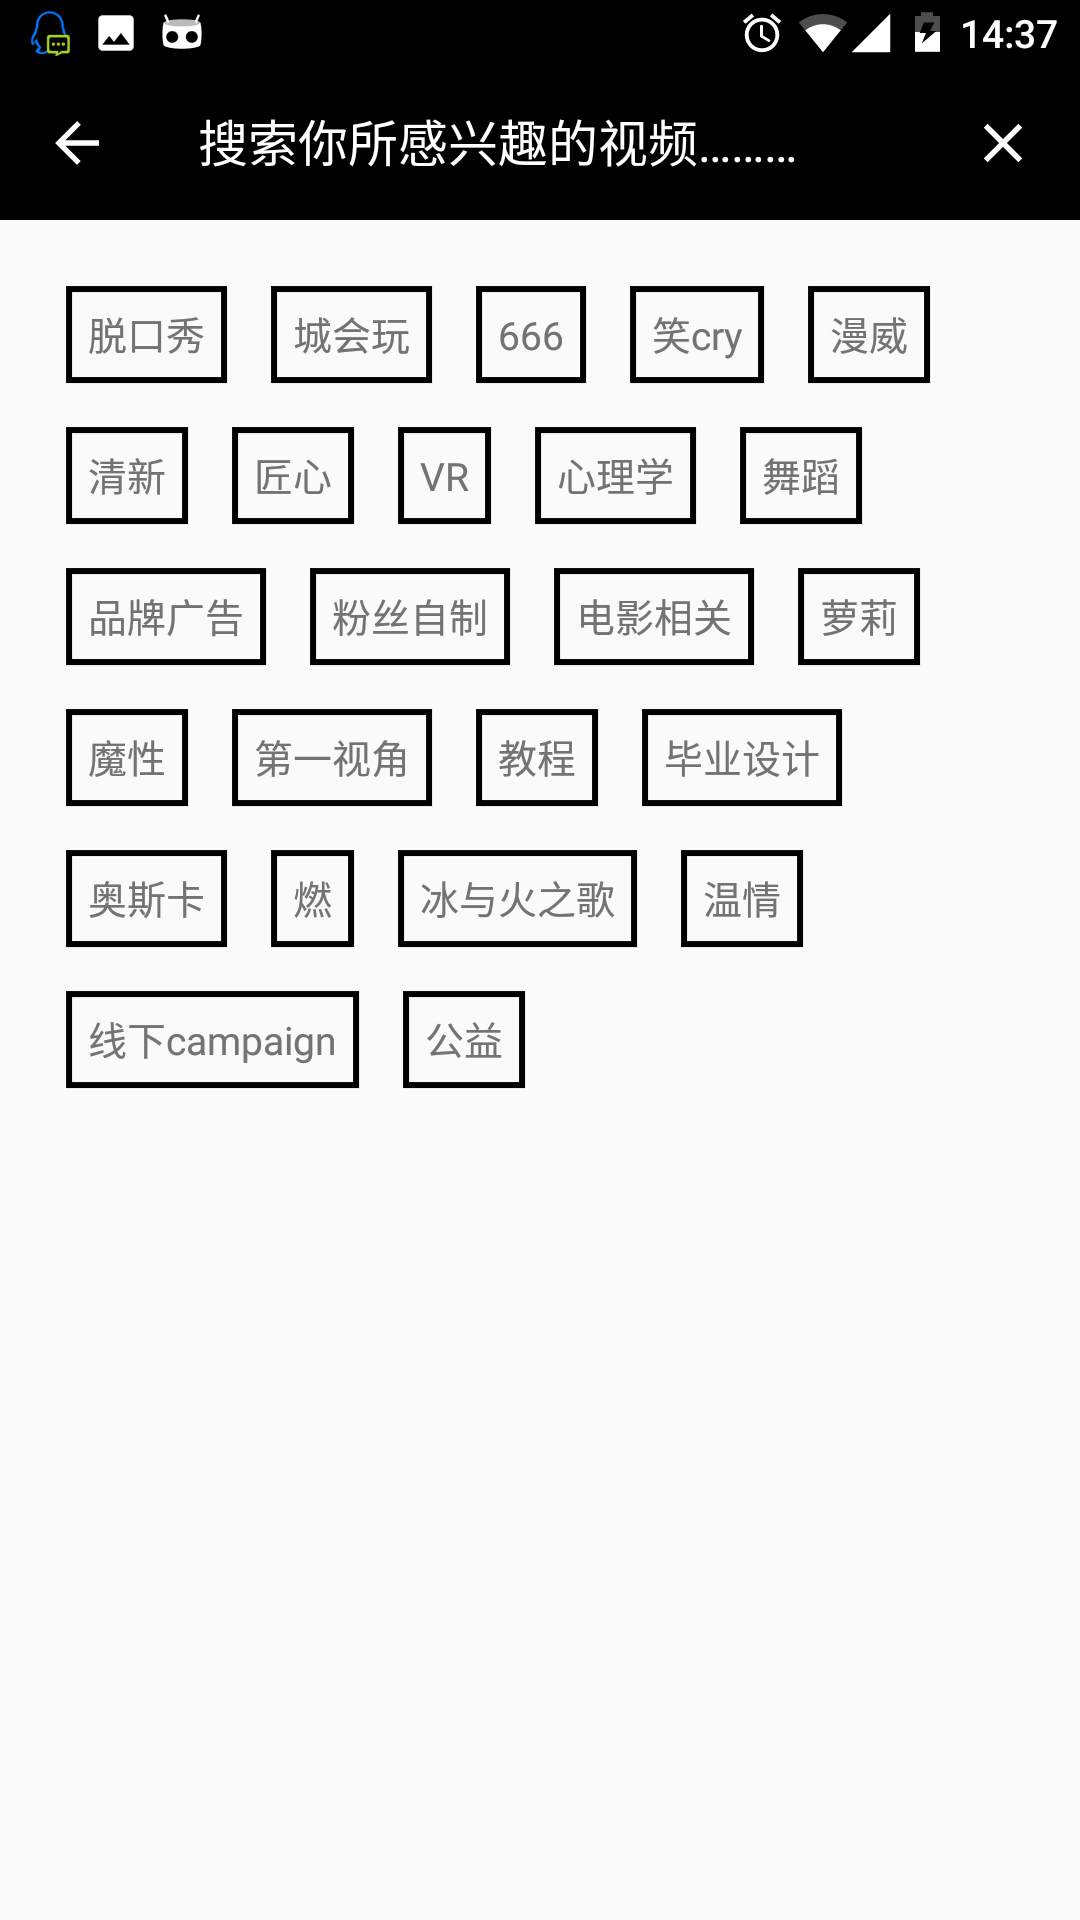 14:37
搜索你所感兴趣的视频………
脱口秀 城会玩 666 笑cry 漫威
清新 匠心 VR 心理学 舞蹈
品牌广告 粉丝自制 电影相关 萝莉
魔性 第一视角 教程 毕业设计
奥斯卡 燃 冰与火之歌 温情
线下campaign 公益